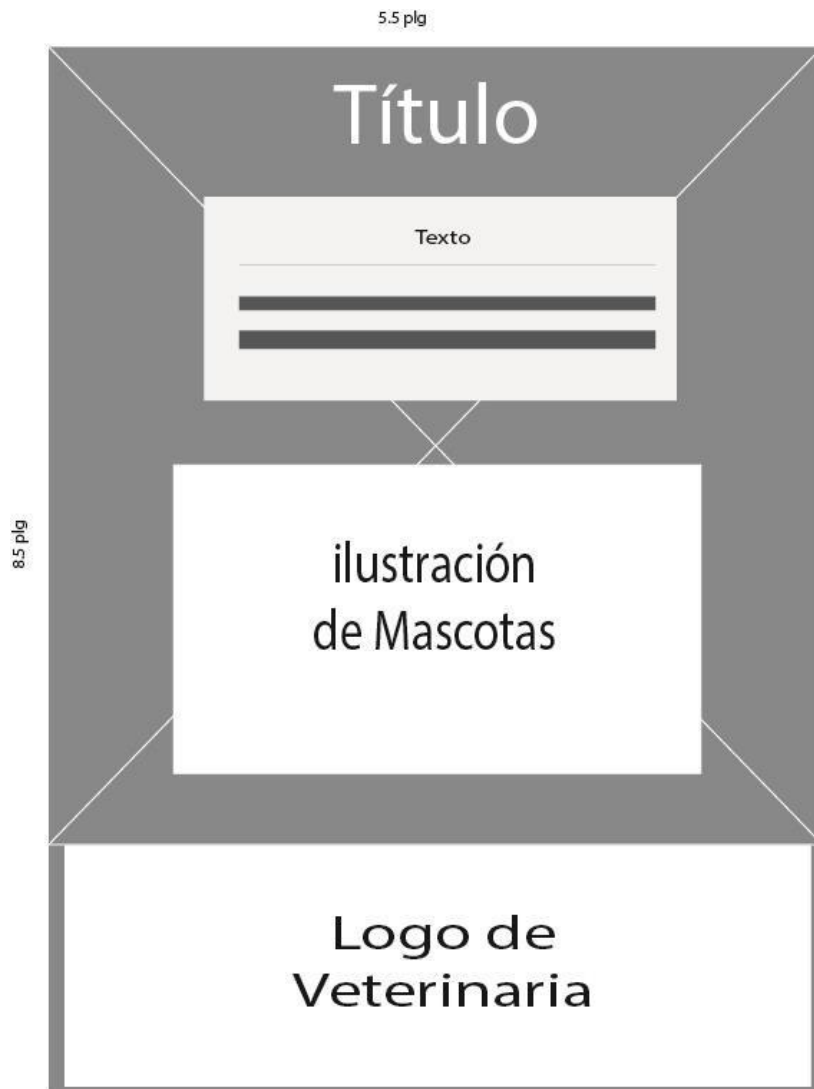 5.5 plg
Título
Texto
8.5 plg
ilustración
de Mascotas
Logo de
Veterinaria